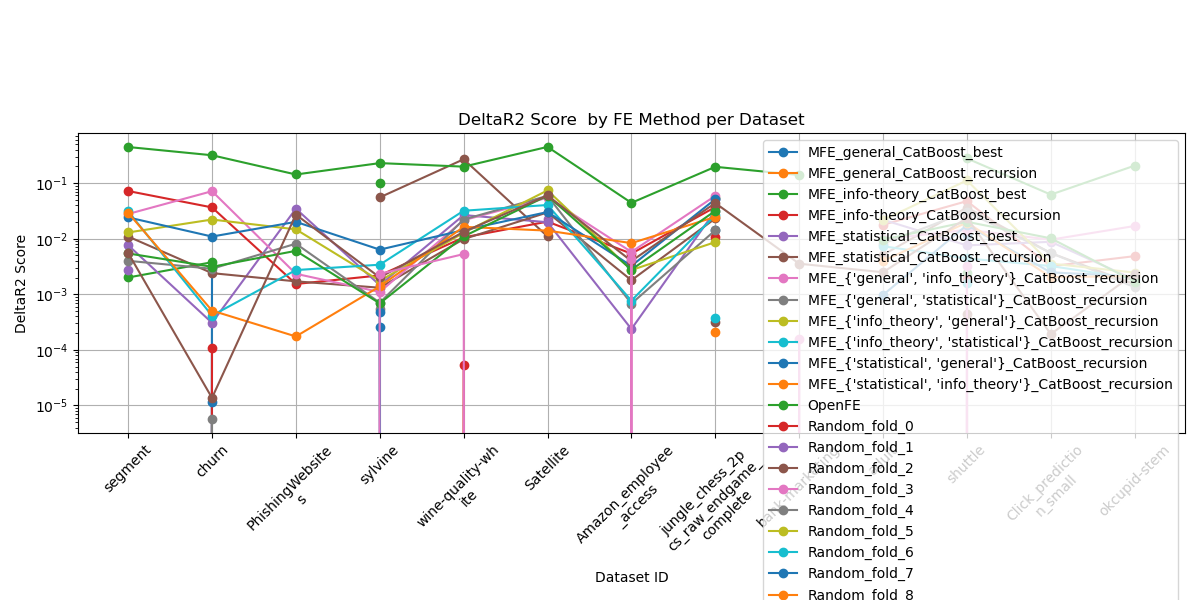 DeltaR2 Score  by FE Method per Dataset
DeltaR2 Score
10⁻¹
10⁻²
10⁻³
10⁻⁴
10⁻⁵
segment
churn
PhishingWebsite
s
sylvine
wine-quality-wh
ite
Satellite
Amazon_employee
_access
jungle_chess_2p
cs_raw_endgame_
complete
bank-marketing
shuttle
Click_predictio
n_small
okcupid-stem
Dataset ID
MFE_general_CatBoost_best
MFE_general_CatBoost_recursion
MFE_info-theory_CatBoost_best
MFE_info-theory_CatBoost_recursion
MFE_statistical_CatBoost_best
MFE_statistical_CatBoost_recursion
MFE_{'general', 'info_theory'}_CatBoost_recursion
MFE_{'general', 'statistical'}_CatBoost_recursion
MFE_{'info_theory', 'general'}_CatBoost_recursion
MFE_{'info_theory', 'statistical'}_CatBoost_recursion
MFE_{'statistical', 'general'}_CatBoost_recursion
MFE_{'statistical', 'info_theory'}_CatBoost_recursion
OpenFE
Random_fold_0
Random_fold_1
Random_fold_2
Random_fold_3
Random_fold_4
Random_fold_5
Random_fold_6
Random_fold_7
Random_fold_8